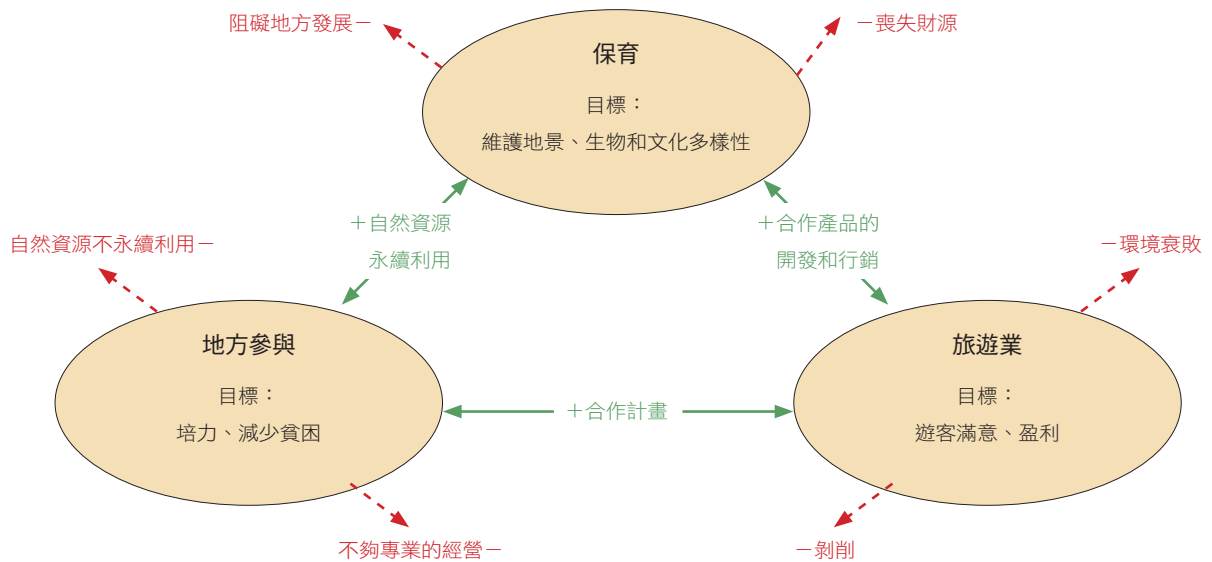 阻礙地方發展－
－喪失財源
保育
目標：
維護地景、生物和文化多樣性
＋自然資源
永續利用
＋合作產品的
開發和行銷
自然資源不永續利用－
－環境衰敗
地方參與
目標：
培力、減少貧困
＋合作計畫
旅遊業
目標：
遊客滿意、盈利
不夠專業的經營－
－剝削